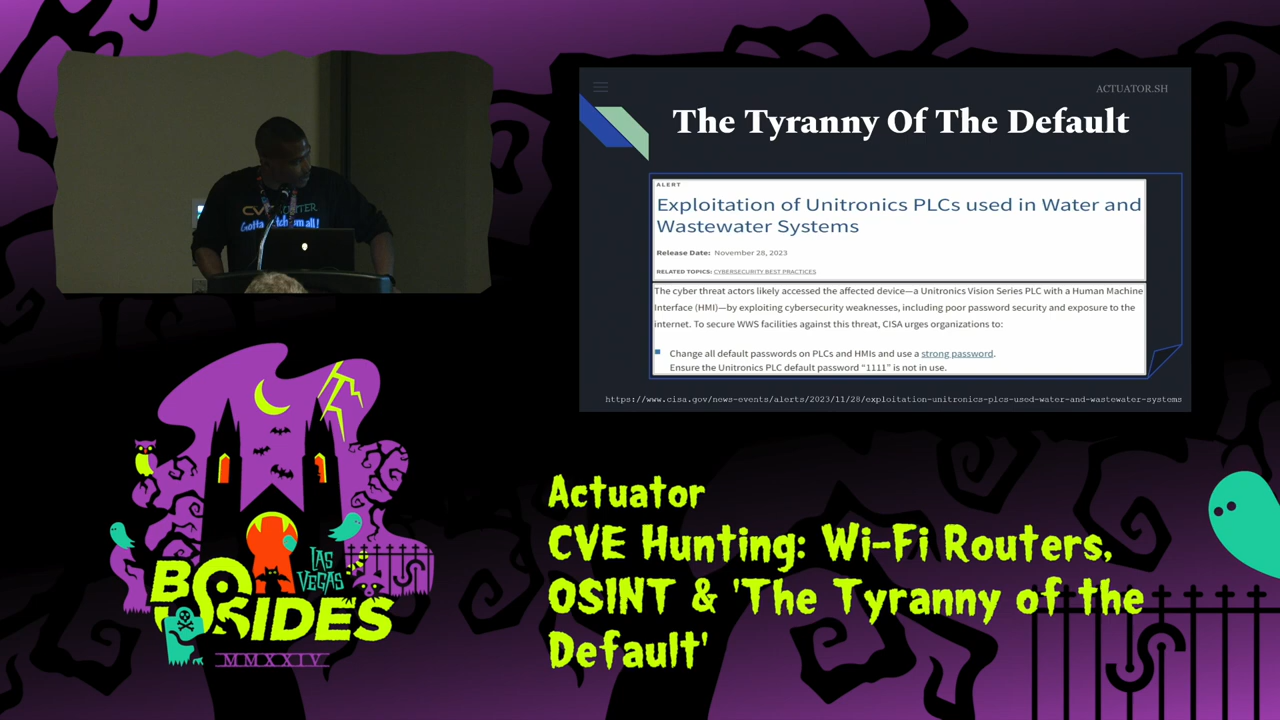 ACTUATOR.SH
The Tyranny Of The Default
ALERT
Exploitation of Unitronics PLCs used in Water and
Wastewater Systems
Release Date: November 28, 2023
RELATED TOPICS: CYBERSECURITY BEST PRACTICES
The cyber threat actors likely accessed the affected device—a Unitronics Vision Series PLC with a Human Machine
Interface (HMI)—by exploiting cybersecurity weaknesses, including poor password security and exposure to the
internet. To secure WWS facilities against this threat, CISA urges organizations to:
Change all default passwords on PLCs and HMIs and use a strong password.
Ensure the Unitronics PLC default password “1111” is not in use.
https://www.cisa.gov/news-events/alerts/2023/11/28/exploitation-unitronics-plcs-used-water-and-wastewater-systems
Gotta
all!
LAS
VEGAS
BSIDES
MMXXIV
Actuator
CVE Hunting: Wi-Fi Routers,
OSINT & 'The Tyranny of the
Default'